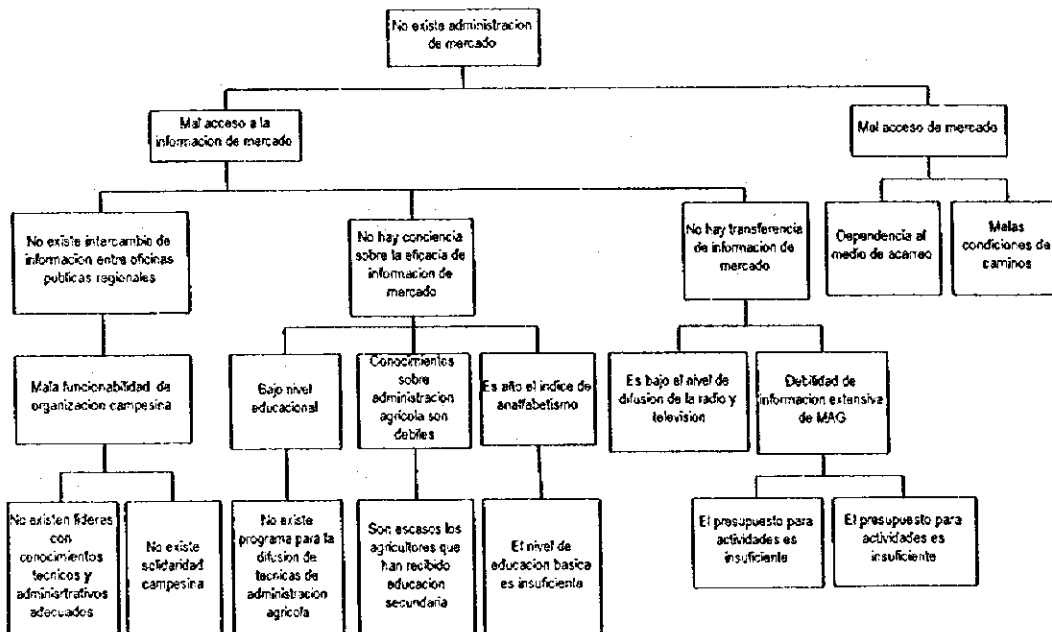 No existe administracion
de mercado
Mal acceso a la
informacion de mercado
Mal acceso de mercado
No existe intercambio de
informacion entre oficinas
publicas regionales
No hay conciencia
sobre la eficacia de
informacion de
mercado
No hay transferencia
de informacion de
mercado
Dependencia al
medio de acarreo
Malas
condiciones de
caminos
Mala funcionabilidad de
organizacion campesina
Bajo nivel
educacional
Conocimientos
sobre
administracion
agricola son
debiles
Es año el indice de
analfabetismo
Es bajo el nivel de
difusion de la radio y
television
Debilidad de
informacion extensiva
de MAG
No existen lideres
con
conocimientos
tecnicos y
administrativos
adecuados
No existe
solidaridad
campesina
No existe
programa para la
difusion de
tecnicas de
administracion
agricola
Son escasos los
agricultores que
han recibido
educacion
secundaria
El nivel de
educacion basica
es insuficiente
El presupuesto para
actividades es
insuficiente
El presupuesto para
actividades es
insuficiente